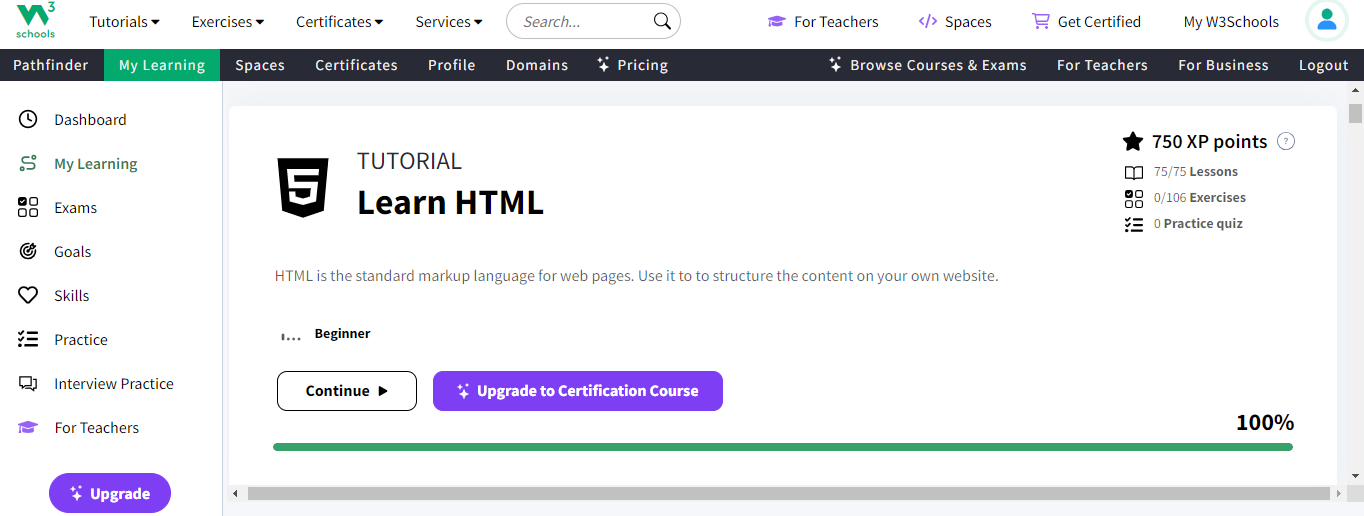 3
schools
Tutorials Exercises Certificates Services Search... For Teachers Spaces Get Certified My W3Schools
Pathfinder My Learning Spaces Certificates Profile Domains Pricing Browse Courses & Exams For Teachers For Business Logout
Dashboard
My Learning
Exams
Goals
Skills
Practice
Interview Practice
For Teachers
Upgrade
TUTORIAL
Learn HTML
750 XP points ?
75/75 Lessons
0/106 Exercises
0 Practice quiz
HTML is the standard markup language for web pages. Use it to to structure the content on your own website.
Beginner
Continue Upgrade to Certification Course
100%